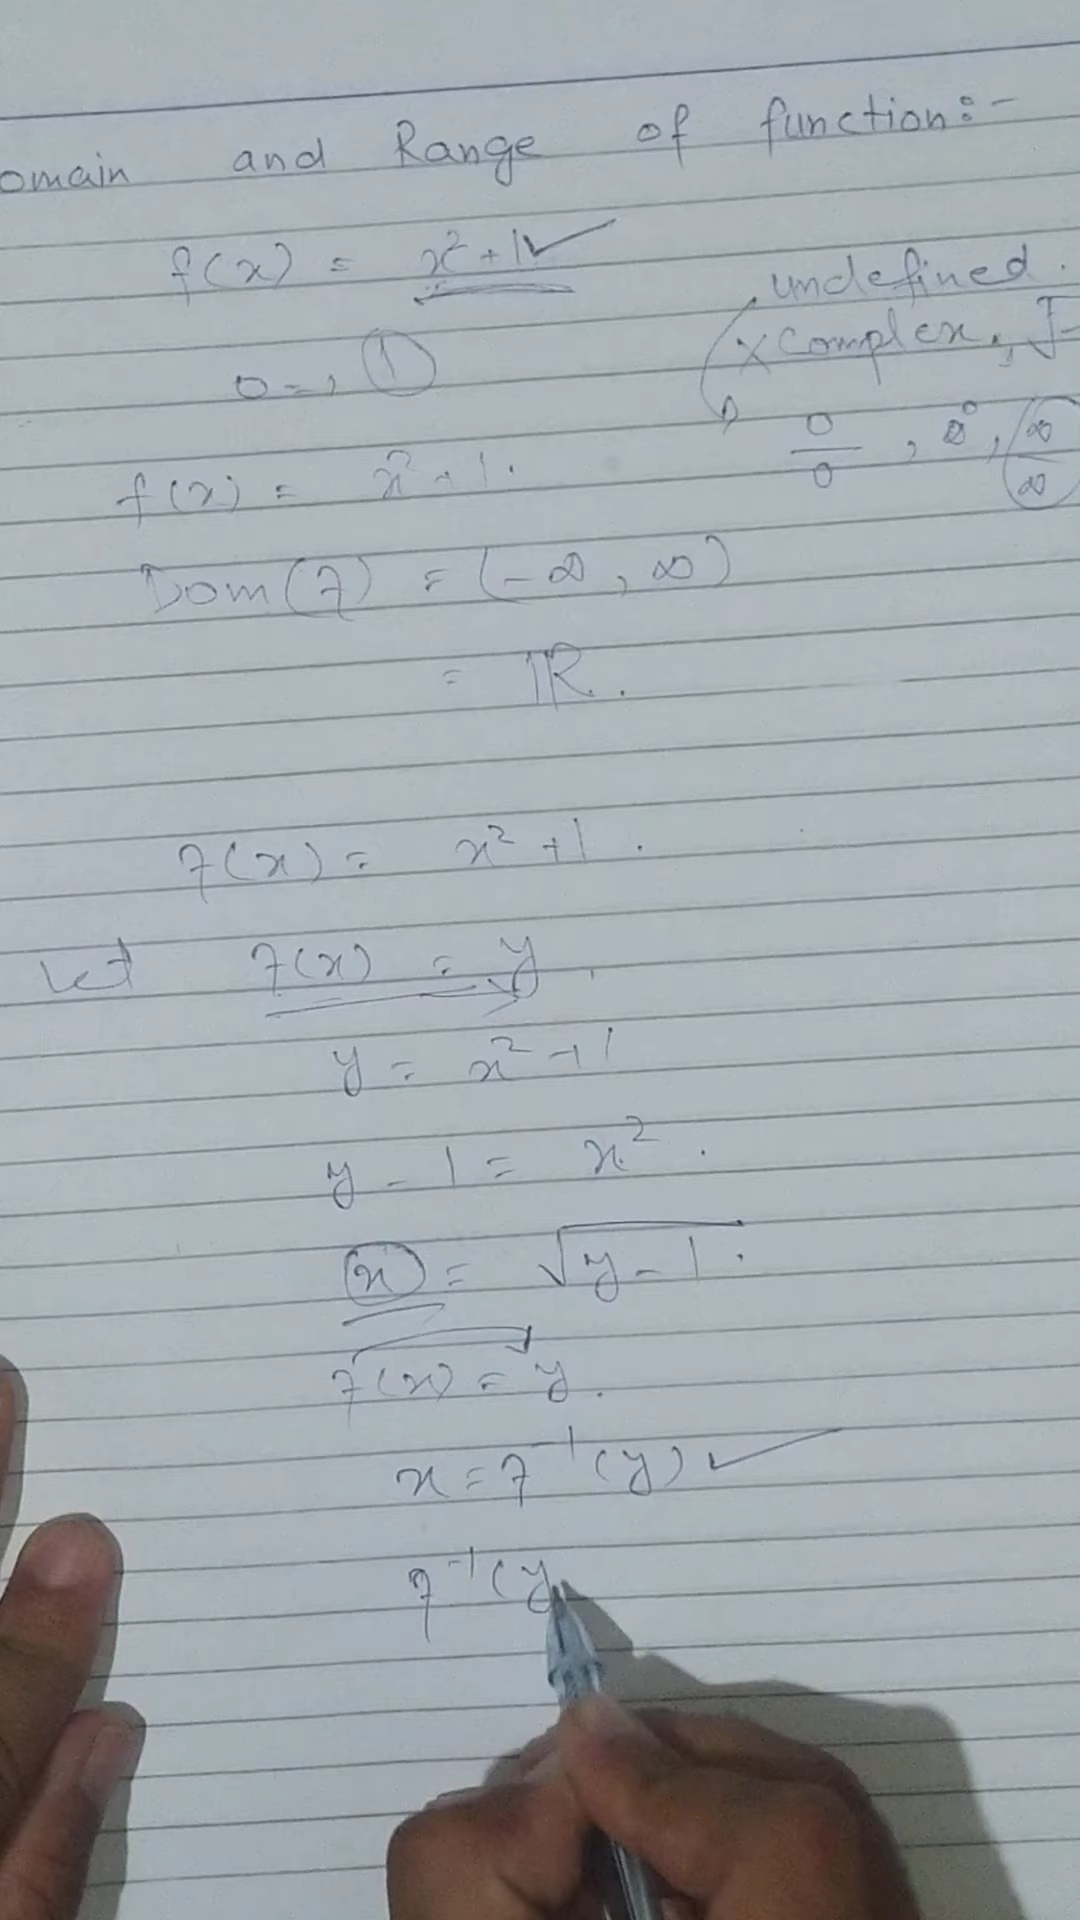 omain and Range of function:-
f(x) = x² + 1 ✓
undefined.
x complex, √-
0 -, 1
0/0 , 0⁰, ∞/∞
f(x) = x² + 1.
Dom(f) = (-∞, ∞)
= ℝ.
f(x) = x² + 1.
Let f(x) = y.
y = x² + 1
y - 1 = x².
x = √y - 1.
f(x) = y.
x = f⁻¹(y) ✓
f⁻¹(y